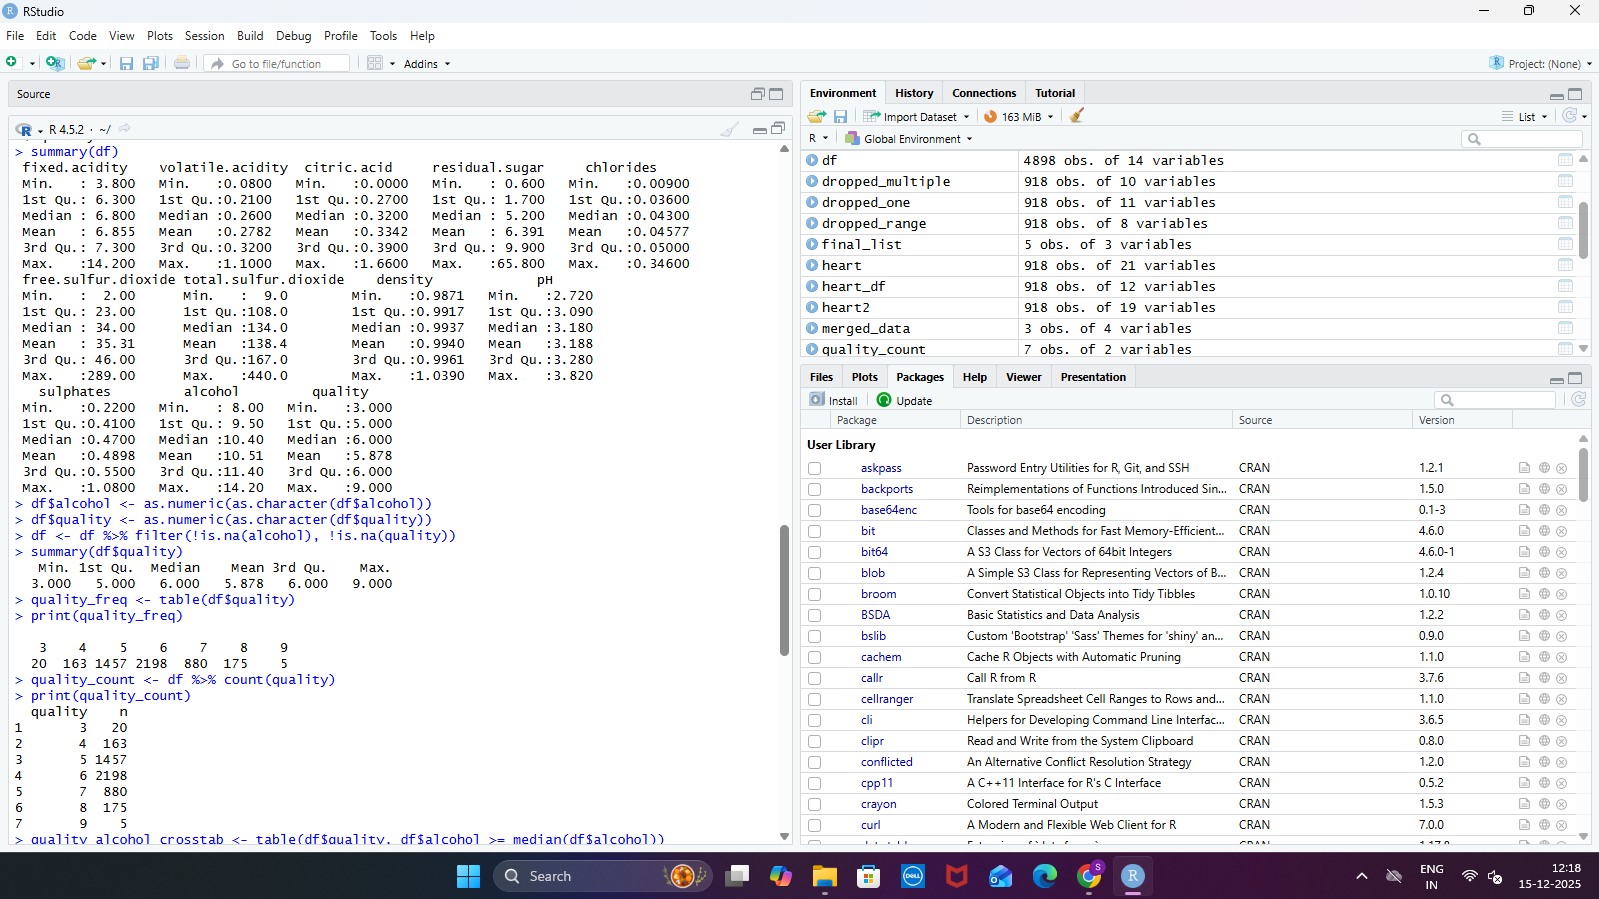 RStudio
File Edit Code View Plots Session Build Debug Profile Tools Help
Go to file/function Addins Project: (None)
Source
R 4.5.2 · ~/
> summary(df)
 fixed.acidity    volatile.acidity  citric.acid     residual.sugar     chlorides
 Min.   : 3.800   Min.   :0.0800   Min.   :0.0000   Min.   : 0.600   Min.   :0.00900
 1st Qu.: 6.300   1st Qu.:0.2100   1st Qu.:0.2700   1st Qu.: 1.700   1st Qu.:0.03600
 Median : 6.800   Median :0.2600   Median :0.3200   Median : 5.200   Median :0.04300
 Mean   : 6.855   Mean   :0.2782   Mean   :0.3342   Mean   : 6.391   Mean   :0.04577
 3rd Qu.: 7.300   3rd Qu.:0.3200   3rd Qu.:0.3900   3rd Qu.: 9.900   3rd Qu.:0.05000
 Max.   :14.200   Max.   :1.1000   Max.   :1.6600   Max.   :65.800   Max.   :0.34600
 free.sulfur.dioxide total.sulfur.dioxide    density             pH
 Min.   :  2.00      Min.   :  9.0        Min.   :0.9871   Min.   :2.720
 1st Qu.: 23.00      1st Qu.:108.0        1st Qu.:0.9917   1st Qu.:3.090
 Median : 34.00      Median :134.0        Median :0.9937   Median :3.180
 Mean   : 35.31      Mean   :138.4        Mean   :0.9940   Mean   :3.188
 3rd Qu.: 46.00      3rd Qu.:167.0        3rd Qu.:0.9961   3rd Qu.:3.280
 Max.   :289.00      Max.   :440.0        Max.   :1.0390   Max.   :3.820
   sulphates         alcohol         quality
 Min.   :0.2200   Min.   : 8.00   Min.   :3.000
 1st Qu.:0.4100   1st Qu.: 9.50   1st Qu.:5.000
 Median :0.4700   Median :10.40   Median :6.000
 Mean   :0.4898   Mean   :10.51   Mean   :5.878
 3rd Qu.:0.5500   3rd Qu.:11.40   3rd Qu.:6.000
 Max.   :1.0800   Max.   :14.20   Max.   :9.000
> df$alcohol <- as.numeric(as.character(df$alcohol))
> df$quality <- as.numeric(as.character(df$quality))
> df <- df %>% filter(!is.na(alcohol), !is.na(quality))
> summary(df$quality)
   Min. 1st Qu.  Median    Mean 3rd Qu.    Max.
  3.000   5.000   6.000   5.878   6.000   9.000
> quality_freq <- table(df$quality)
> print(quality_freq)
   3    4    5    6    7    8    9
  20  163 1457 2198  880  175    5
> quality_count <- df %>% count(quality)
> print(quality_count)
  quality    n
1       3   20
2       4  163
3       5 1457
4       6 2198
5       7  880
6       8  175
7       9    5
> quality_alcohol_crosstab <- table(df$quality, df$alcohol >= median(df$alcohol))
Environment History Connections Tutorial
Import Dataset 163 MiB List
R Global Environment
df 4898 obs. of 14 variables
dropped_multiple 918 obs. of 10 variables
dropped_one 918 obs. of 11 variables
dropped_range 918 obs. of 8 variables
final_list 5 obs. of 3 variables
heart 918 obs. of 21 variables
heart_df 918 obs. of 12 variables
heart2 918 obs. of 19 variables
merged_data 3 obs. of 4 variables
quality_count 7 obs. of 2 variables
Files Plots Packages Help Viewer Presentation
Install Update
Package Description Source Version
User Library
askpass Password Entry Utilities for R, Git, and SSH CRAN 1.2.1
backports Reimplementations of Functions Introduced Sin... CRAN 1.5.0
base64enc Tools for base64 encoding CRAN 0.1-3
bit Classes and Methods for Fast Memory-Efficient... CRAN 4.6.0
bit64 A S3 Class for Vectors of 64bit Integers CRAN 4.6.0-1
blob A Simple S3 Class for Representing Vectors of B... CRAN 1.2.4
broom Convert Statistical Objects into Tidy Tibbles CRAN 1.0.10
BSDA Basic Statistics and Data Analysis CRAN 1.2.2
bslib Custom 'Bootstrap' 'Sass' Themes for 'shiny' an... CRAN 0.9.0
cachem Cache R Objects with Automatic Pruning CRAN 1.1.0
callr Call R from R CRAN 3.7.6
cellranger Translate Spreadsheet Cell Ranges to Rows and... CRAN 1.1.0
cli Helpers for Developing Command Line Interfac... CRAN 3.6.5
clipr Read and Write from the System Clipboard CRAN 0.8.0
conflicted An Alternative Conflict Resolution Strategy CRAN 1.2.0
cpp11 A C++11 Interface for R's C Interface CRAN 0.5.2
crayon Colored Terminal Output CRAN 1.5.3
curl A Modern and Flexible Web Client for R CRAN 7.0.0
Search
DELL
S
R
ENG
IN
12:18
15-12-2025